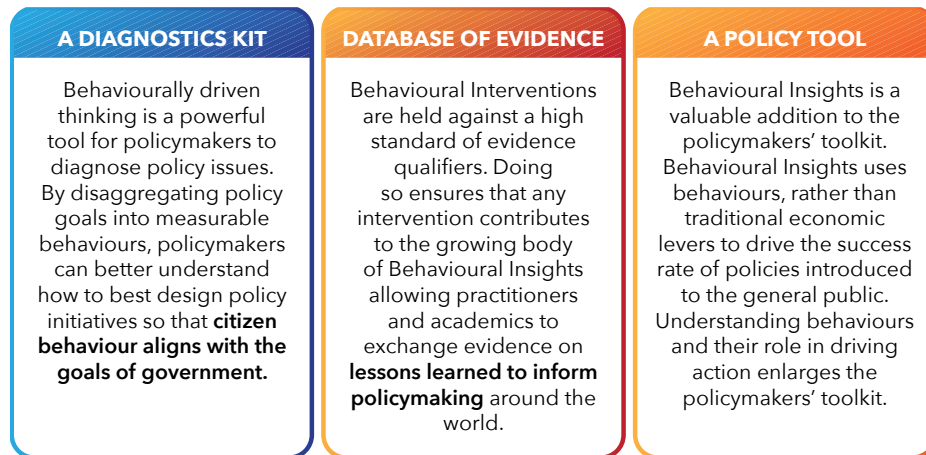 A DIAGNOSTICS KIT
Behaviourally driven
thinking is a powerful
tool for policymakers to
diagnose policy issues.
By disaggregating policy
goals into measurable
behaviours, policymakers
can better understand
how to best design policy
initiatives so that citizen
behaviour aligns with the
goals of government.
DATABASE OF EVIDENCE
Behavioural Interventions
are held against a high
standard of evidence
qualifiers. Doing
so ensures that any
intervention contributes
to the growing body
of Behavioural Insights
allowing practitioners
and academics to
exchange evidence on
lessons learned to inform
policymaking around the
world.
A POLICY TOOL
Behavioural Insights is a
valuable addition to the
policymakers’ toolkit.
Behavioural Insights uses
behaviours, rather than
traditional economic
levers to drive the success
rate of policies introduced
to the general public.
Understanding behaviours
and their role in driving
action enlarges the
policymakers’ toolkit.